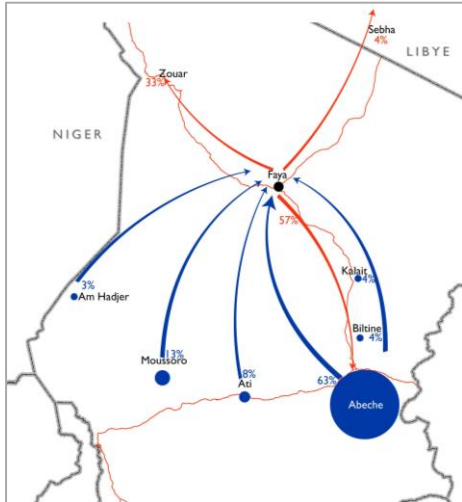 Sebha
4%
LIBYE
Zouar
33%
NIGER
Faya
57%
Kalait
4%
3%
Am Hadjer
Biltine
4%
13%
Moussoro
8%
Ati
63%
Abeche